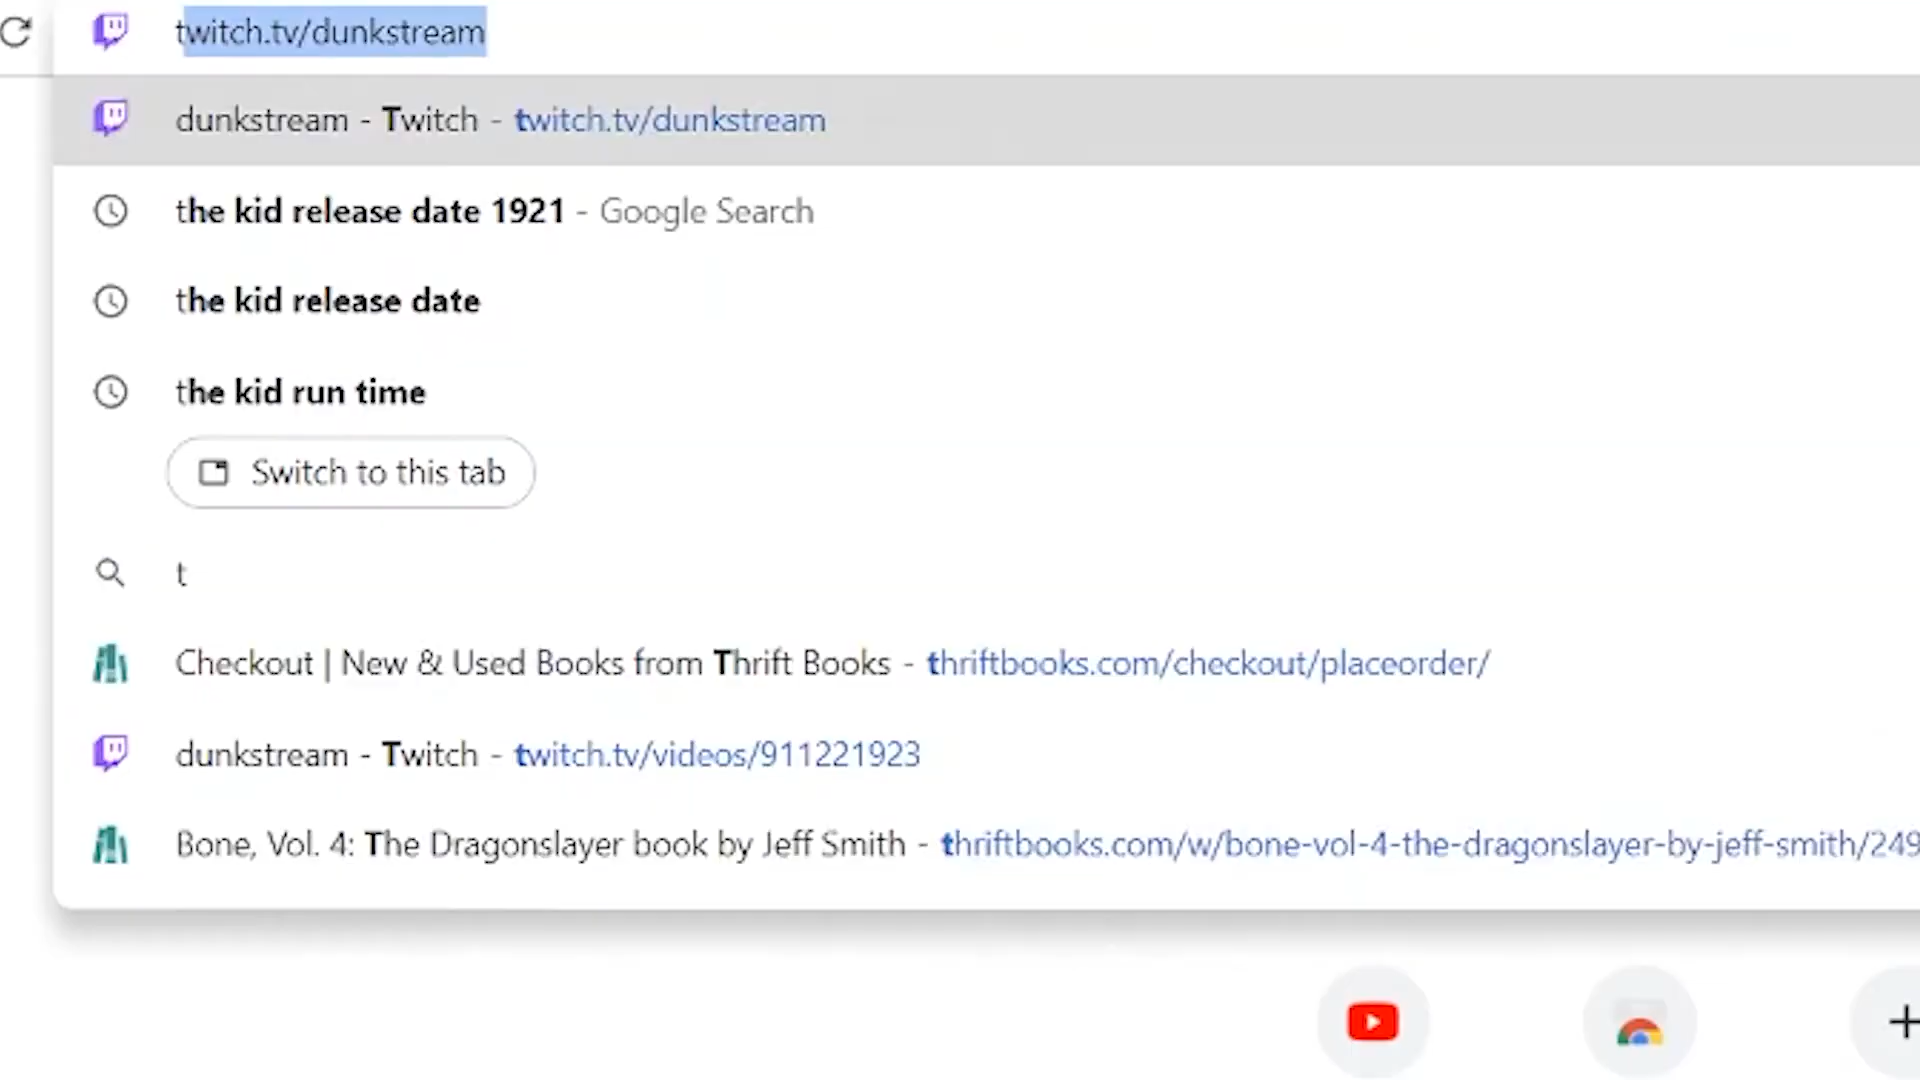 twitch.tv/dunkstream
dunkstream - Twitch - twitch.tv/dunkstream
the kid release date 1921 - Google Search
the kid release date
the kid run time
Switch to this tab
t
Checkout | New & Used Books from Thrift Books - thriftbooks.com/checkout/placeorder/
dunkstream - Twitch - twitch.tv/videos/911221923
Bone, Vol. 4: The Dragonslayer book by Jeff Smith - thriftbooks.com/w/bone-vol-4-the-dragonslayer-by-jeff-smith/249